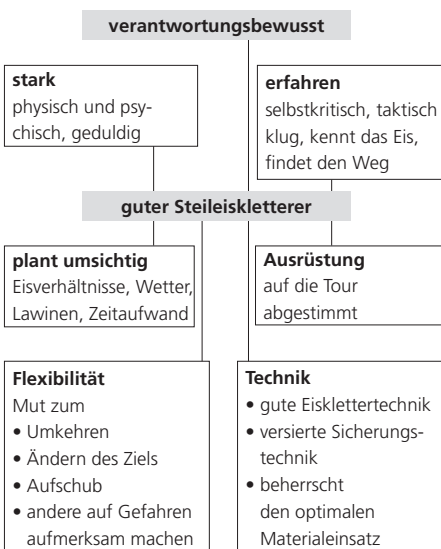 verantwortungsbewusst
stark
physisch und psy-
chisch, geduldig
erfahren
selbstkritisch, taktisch
klug, kennt das Eis,
findet den Weg
guter Steileiskletterer
plant umsichtig
Eisverhältnisse, Wetter,
Lawinen, Zeitaufwand
Ausrüstung
auf die Tour
abgestimmt
Flexibilität
Mut zum
• Umkehren
• Ändern des Ziels
• Aufschub
• andere auf Gefahren
aufmerksam machen
Technik
• gute Eisklettertechnik
• versierte Sicherungs-
technik
• beherrscht
den optimalen
Materialeinsatz